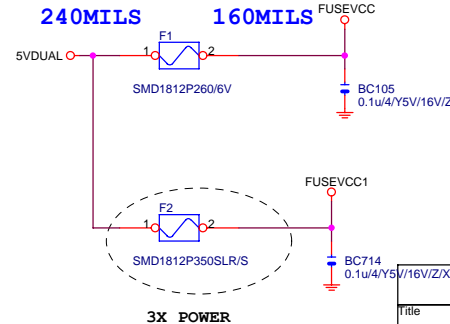 240MILS 160MILS FUSEVCC
F1
5VDUAL 1 2
SMD1812P260/6V
BC105
0.1u/4/Y5V/16V/Z
FUSEVCC1
F2
1 2
SMD1812P350SLR/S
BC714
0.1u/4/Y5V/16V/Z/X
3X POWER
Title